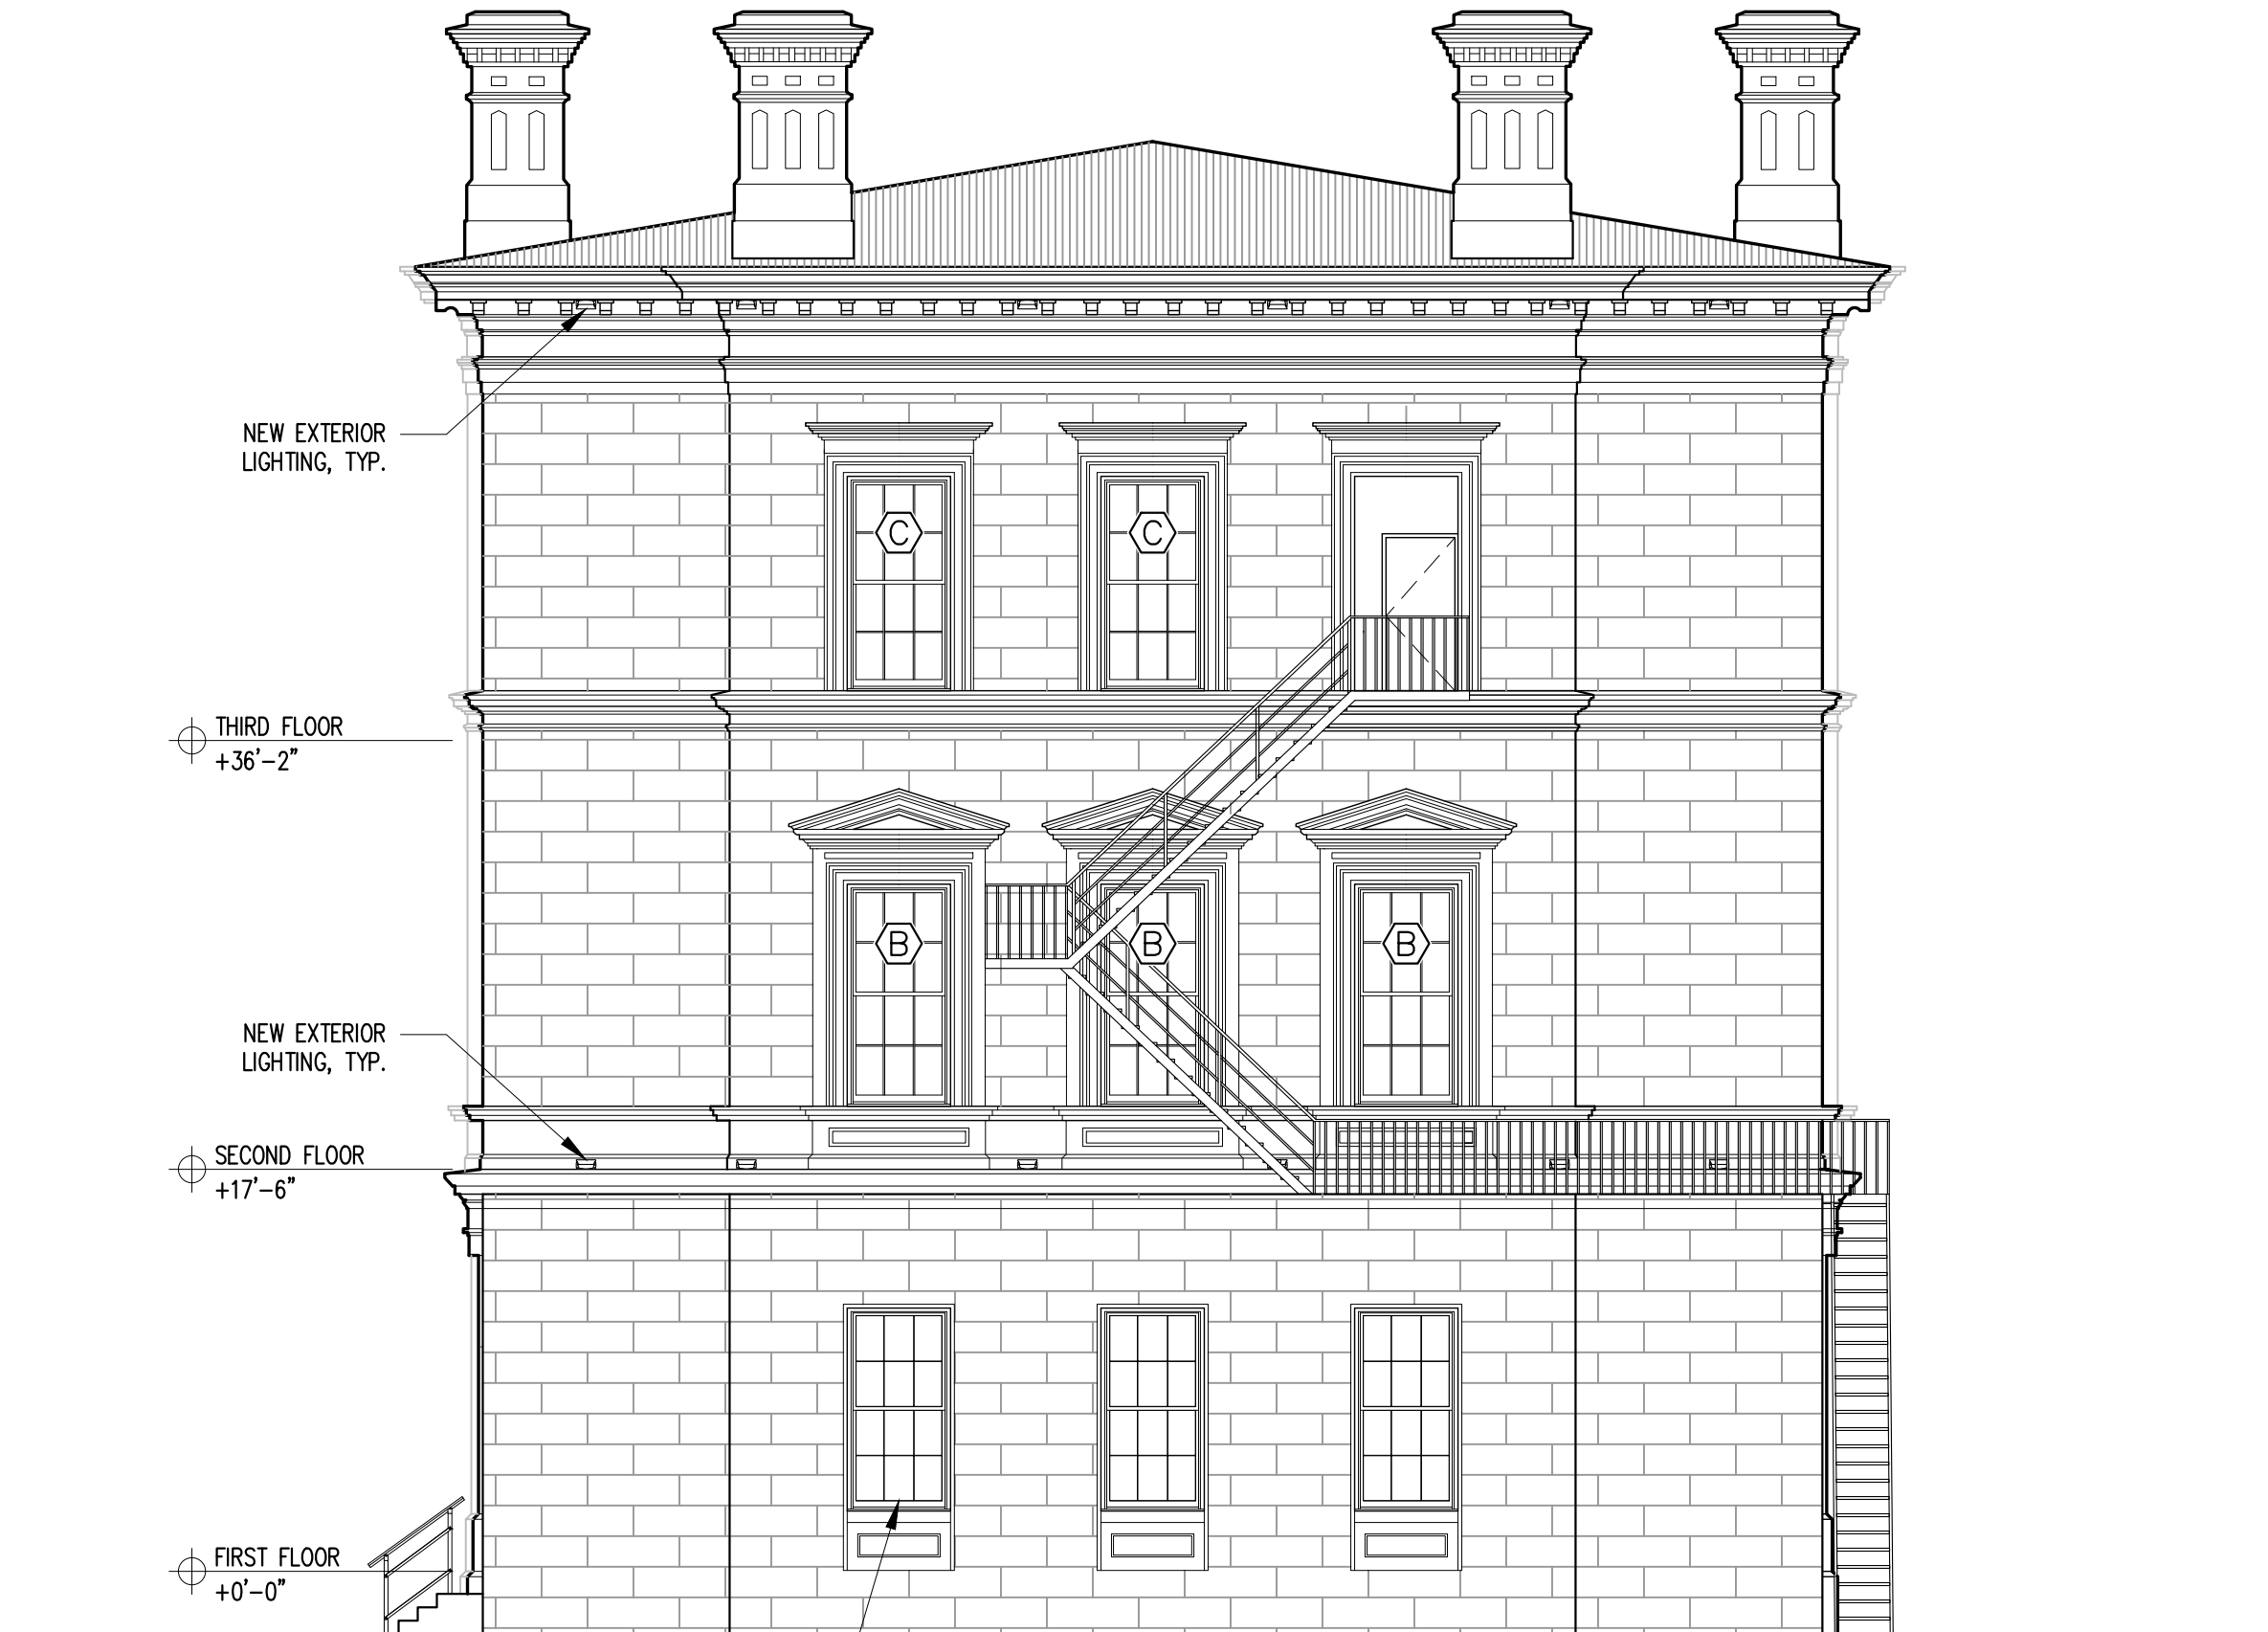 NEW EXTERIOR
LIGHTING, TYP.
C
C
THIRD FLOOR
+36'-2"
B
B
B
NEW EXTERIOR
LIGHTING, TYP.
SECOND FLOOR
+17'-6"
FIRST FLOOR
+0'-0"